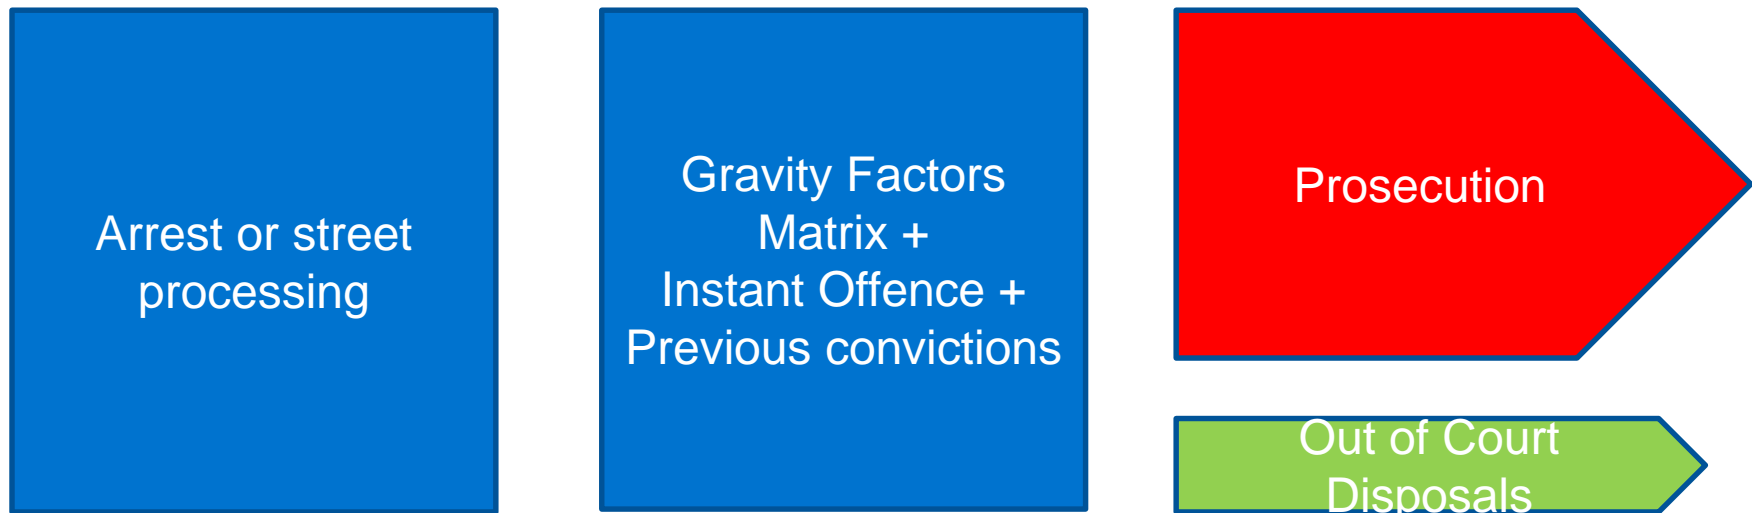 Arrest or street
processing
Gravity Factors
Matrix +
Instant Offence +
Previous convictions
Prosecution
Out of Court
Disposals